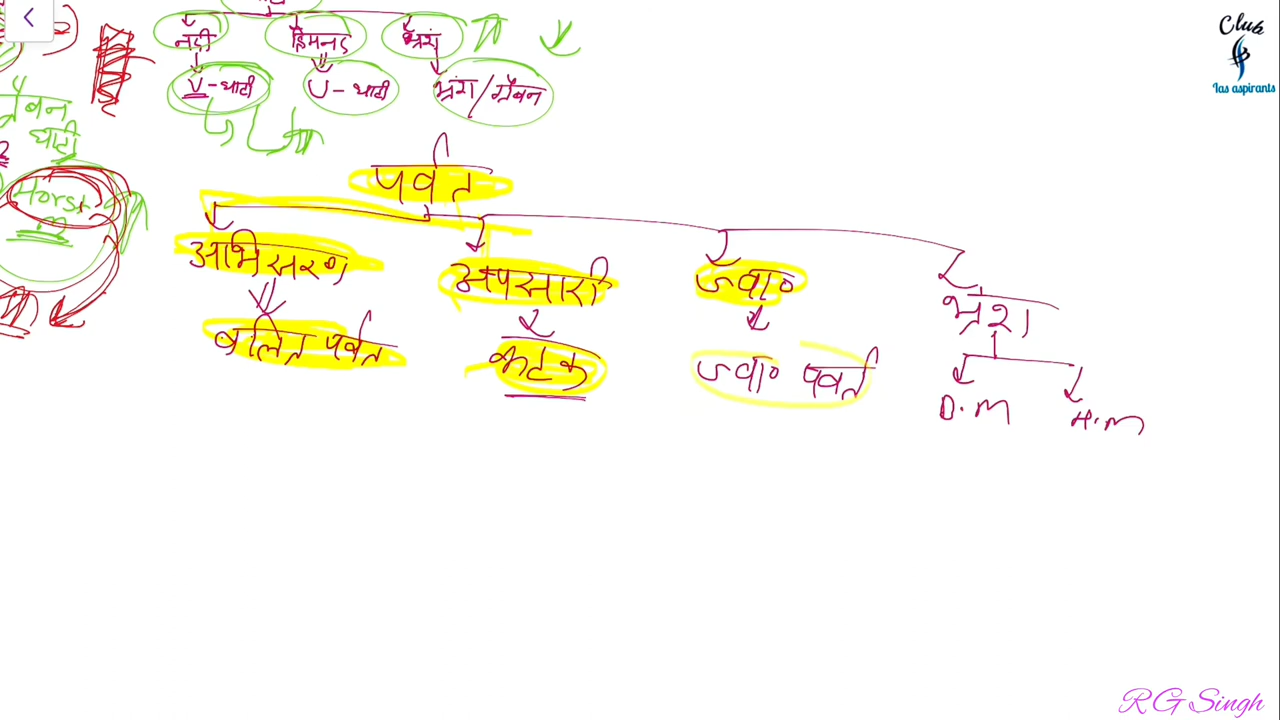 नदी हिमनद भ्रंश
V-घाटी U-घाटी भ्रंश/ग्रैबन
ग्रैबन
घाटी
Horst
m
पर्वत
अभिसरण अपसारी ज्वा० भ्रंश
वलित पर्वत कटक ज्वा० पर्वत
D.M H.M
Club
Ias aspirants
RG Singh